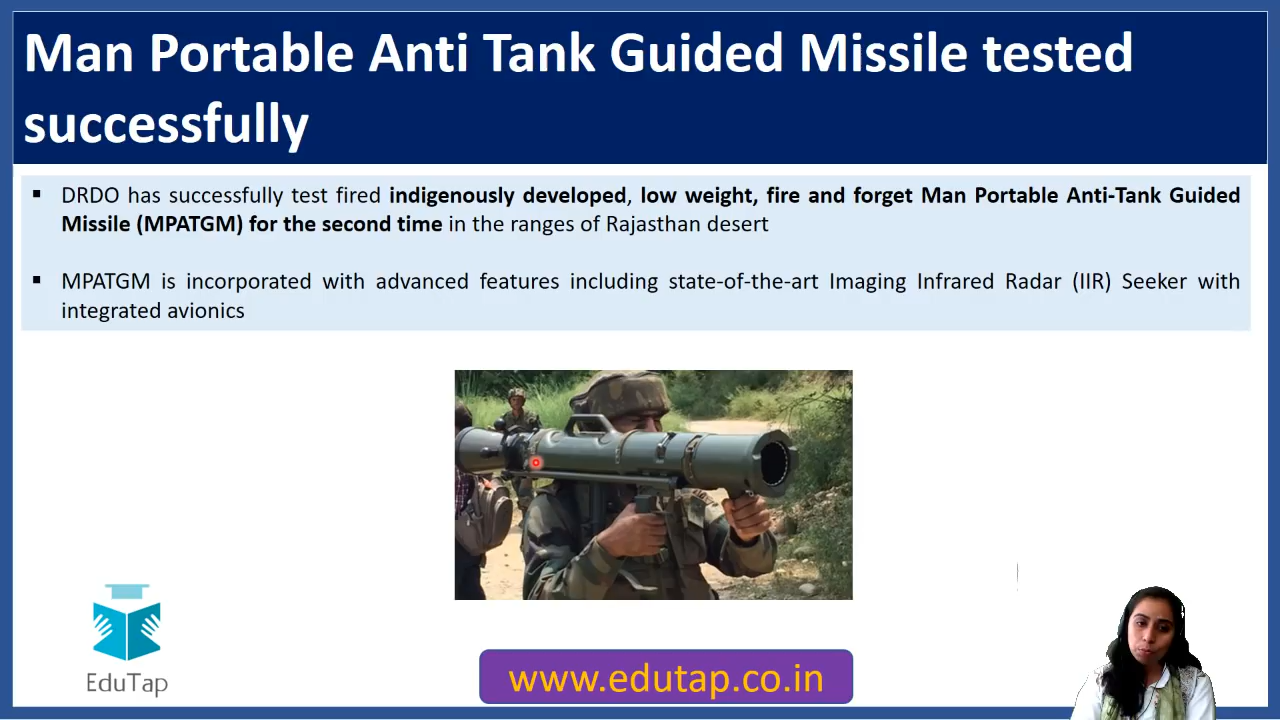 Man Portable Anti Tank Guided Missile tested
successfully
▪ DRDO has successfully test fired indigenously developed, low weight, fire and forget Man Portable Anti-Tank Guided
Missile (MPATGM) for the second time in the ranges of Rajasthan desert
▪ MPATGM is incorporated with advanced features including state-of-the-art Imaging Infrared Radar (IIR) Seeker with
integrated avionics
EduTap
www.edutap.co.in